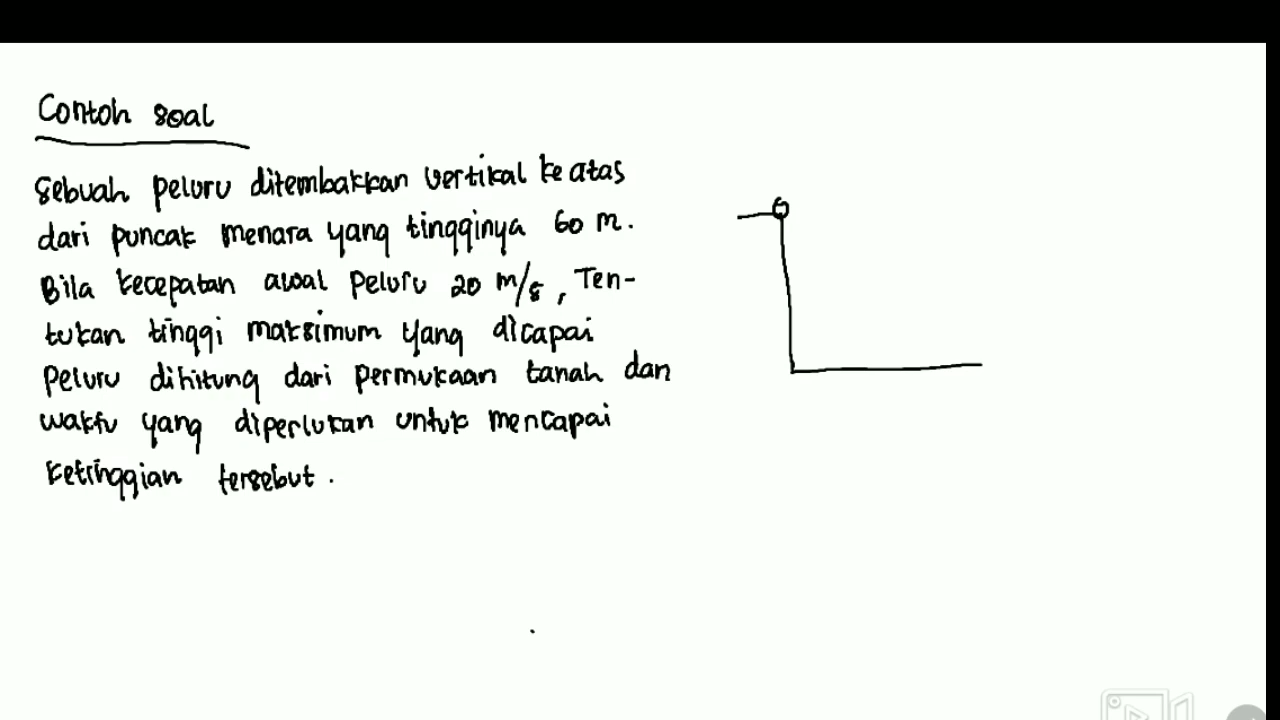 Contoh soal
Sebuah peluru ditembakkan vertikal ke atas
dari puncak menara yang tingginya 60 m.
Bila kecepatan awal peluru 20 m/s, Ten-
tukan tinggi maksimum yang dicapai
Peluru dihitung dari permukaan tanah dan
waktu yang diperlukan untuk mencapai
ketinggian tersebut.